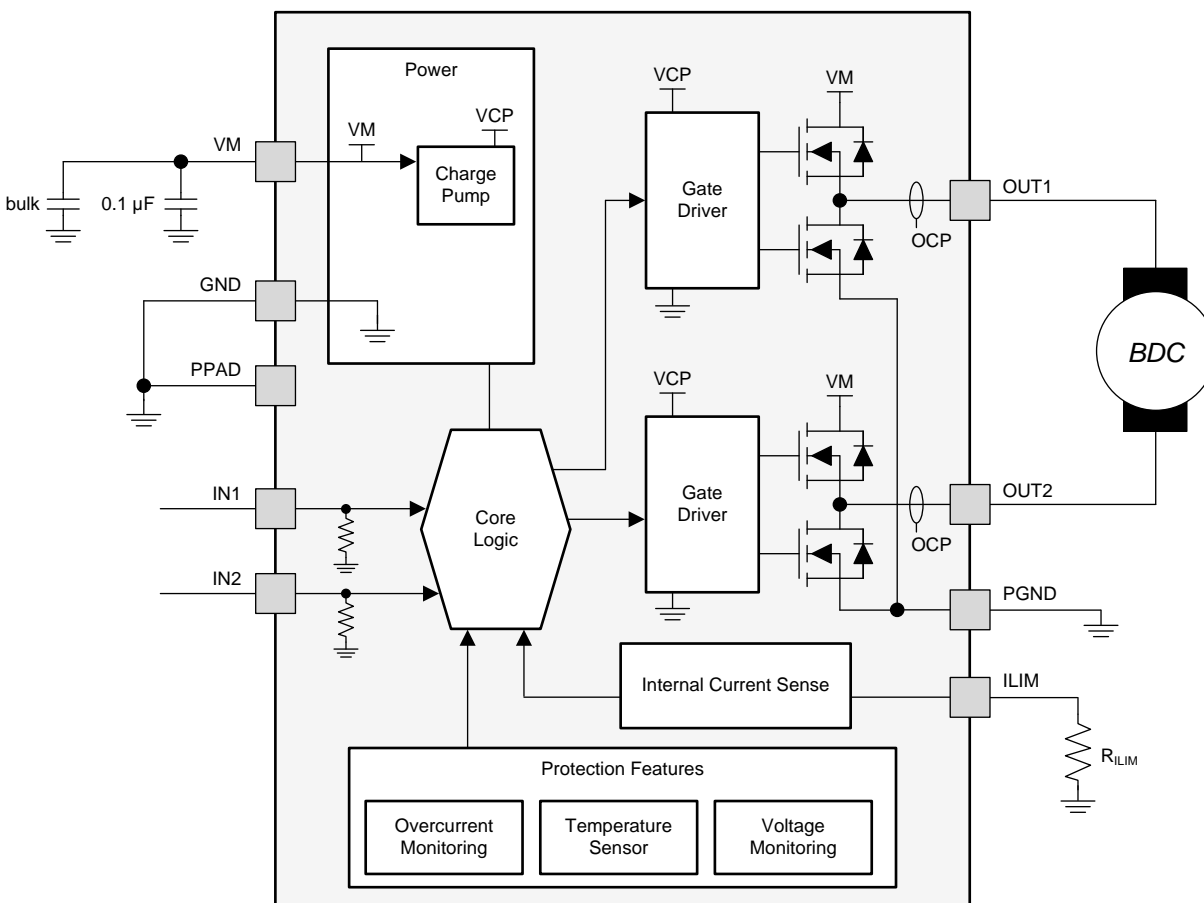 Power
VCP
VM
VM
VCP
VM
Charge
Pump
Gate
Driver
bulk
0.1 µF
OUT1
OCP
GND
PPAD
BDC
VCP
VM
IN1
Core
Logic
Gate
Driver
OUT2
OCP
IN2
PGND
Internal Current Sense
ILIM
RILIM
Protection Features
Overcurrent
Monitoring
Temperature
Sensor
Voltage
Monitoring